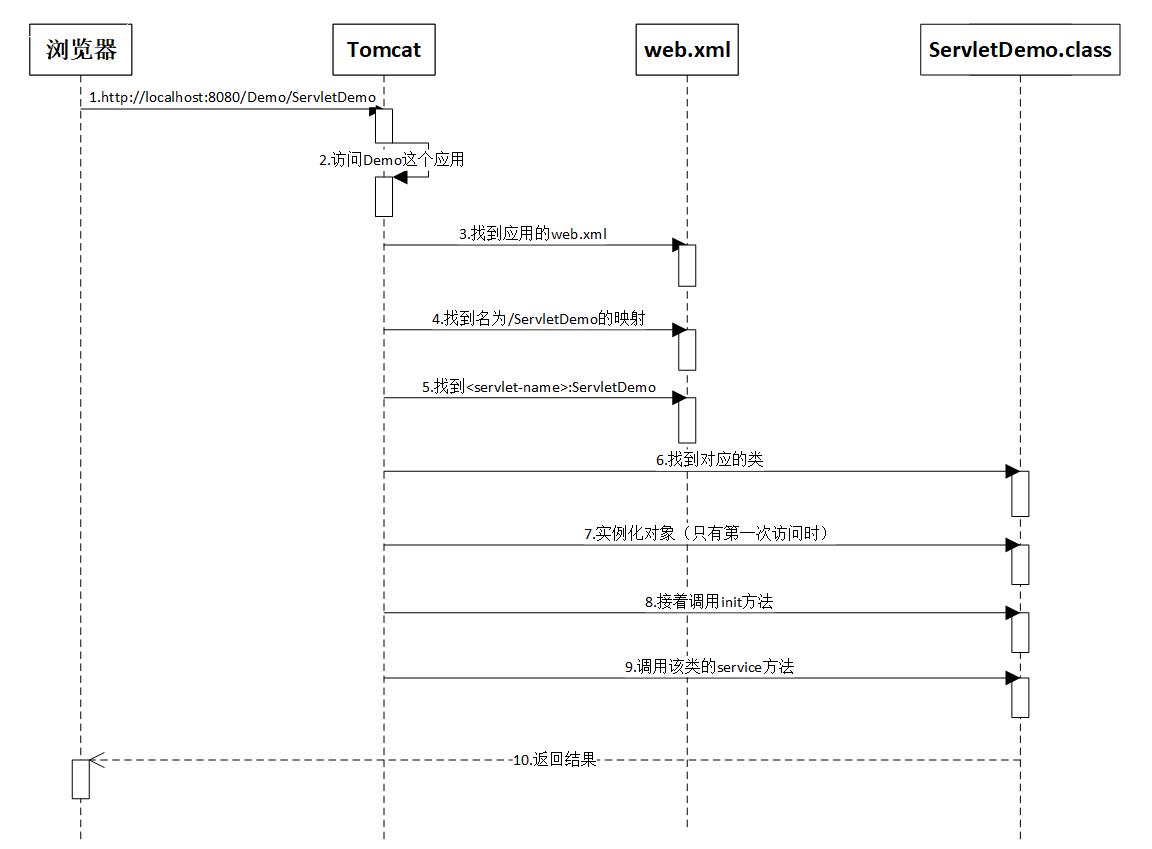 浏览器
Tomcat
web.xml
ServletDemo.class
1.http://localhost:8080/Demo/ServletDemo
2.访问Demo这个应用
3.找到应用的web.xml
4.找到名为/ServletDemo的映射
5.找到<servlet-name>:ServletDemo
6.找到对应的类
7.实例化对象（只有第一次访问时）
8.接着调用init方法
9.调用该类的service方法
10.返回结果